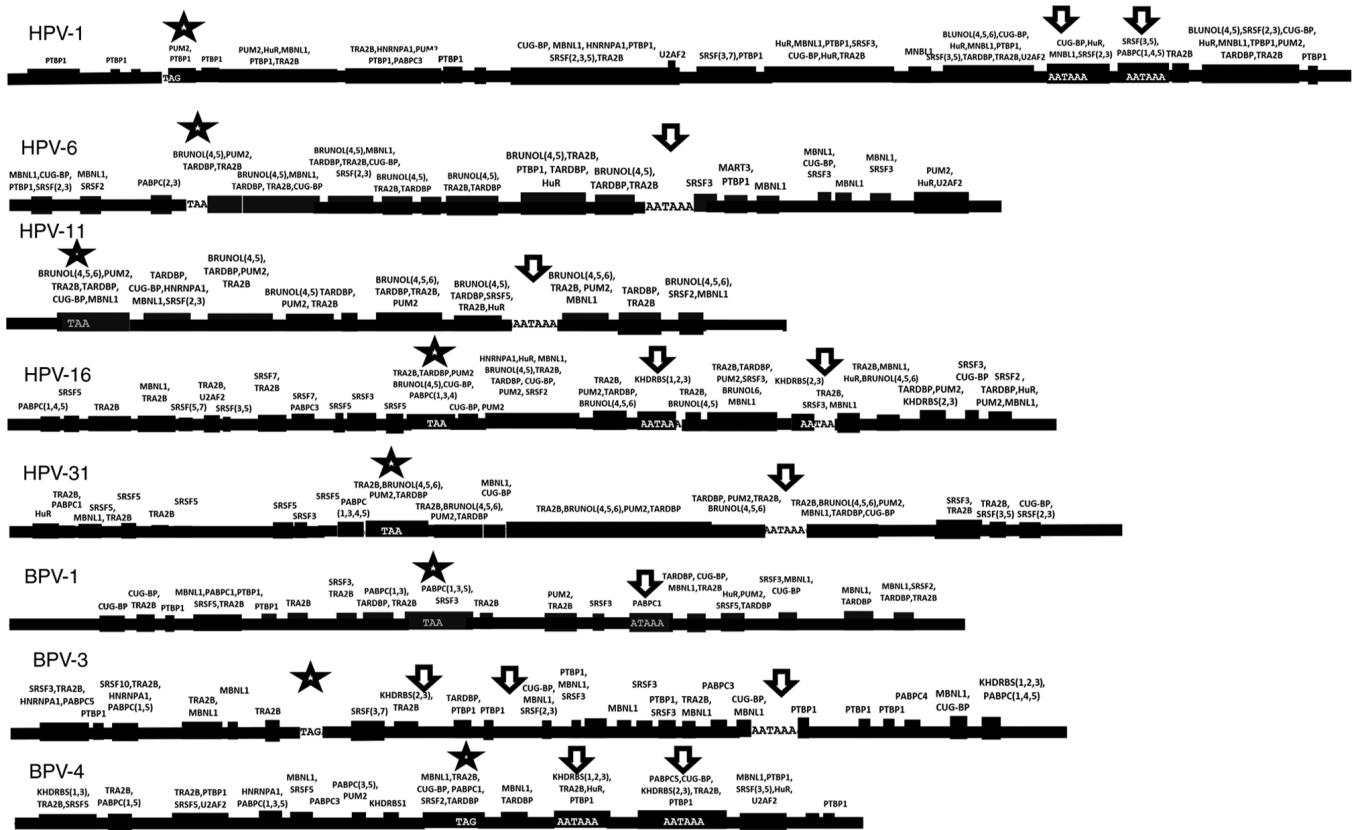 HPV-1
PTBP1
PTBP1
PUM2,
PTBP1
TAG
PTBP1
PUM2,HuR,MBNL1,
PTBP1,TRA2B
TRA2B,HNRNPA1,PUM2
PTBP1,PABPC3
PTBP1
CUG-BP, MBNL1, HNRNPA1,PTBP1,
SRSF(2,3,5),TRA2B
U2AF2
SRSF(3,7),PTBP1
HuR,MBNL1,PTBP1,SRSF3,
CUG-BP,HuR,TRA2B
MNBL1
BLUNOL(4,5,6),CUG-BP,
HuR,MNBL1,PTBP1,
SRSF(3,5),TARDBP,TRA2B,U2AF2
CUG-BP,HuR,
MNBL1,SRSF(2,3)
AATAAA
SRSF(3,5),
PABPC(1,4,5)
AATAAA
TRA2B
BLUNOL(4,5),SRSF(2,3),CUG-BP,
HuR,MNBL1,TPBP1,PUM2,
TARDBP,TRA2B
PTBP1
HPV-6
MBNL1,CUG-BP,
PTBP1,SRSF(2,3)
MBNL1,
SRSF2
PABPC(2,3)
TAA
BRUNOL(4,5),PUM2,
TARDBP,TRA2B
BRUNOL(4,5),MBNL1,
TARDBP, TRA2B,CUG-BP
BRUNOL(4,5),MBNL1,
TARDBP,TRA2B,CUG-BP,
SRSF(2,3)
BRUNOL(4,5),
TRA2B,TARDBP
BRUNOL(4,5),
TRA2B,TARDBP
BRUNOL(4,5),TRA2B,
PTBP1, TARDBP,
HuR
BRUNOL(4,5),
TARDBP,TRA2B
AATAAA
SRSF3
MART3,
PTBP1
MBNL1
MBNL1,
CUG-BP,
SRSF3
MBNL1
MBNL1,
SRSF3
PUM2,
HuR,U2AF2
HPV-11
BRUNOL(4,5,6),PUM2,
TRA2B,TARDBP,
CUG-BP,MBNL1
TAA
TARDBP,
CUG-BP,HNRNPA1,
MBNL1,SRSF(2,3)
BRUNOL(4,5),
TARDBP,PUM2,
TRA2B
BRUNOL(4,5) TARDBP,
PUM2, TRA2B
BRUNOL(4,5,6),
TARDBP,TRA2B,
PUM2
BRUNOL(4,5),
TARDBP,SRSF5,
TRA2B,HuR
AATAAA
BRUNOL(4,5,6),
TRA2B, PUM2,
MBNL1
TARDBP,
TRA2B
BRUNOL(4,5,6),
SRSF2,MBNL1
HPV-16
PABPC(1,4,5)
SRSF5
TRA2B
MBNL1,
TRA2B
SRSF(5,7)
TRA2B,
U2AF2
SRSF(3,5)
SRSF7,
TRA2B
SRSF7,
PABPC3
SRSF5
SRSF3
SRSF5
TRA2B,TARDBP,PUM2
BRUNOL(4,5),CUG-BP,
PABPC(1,3,4)
TAA
CUG-BP, PUM2
HNRNPA1,HuR, MBNL1,
BRUNOL(4,5),TRA2B,
TARDBP, CUG-BP,
PUM2, SRSF2
TRA2B,
PUM2,TARDBP,
BRUNOL(4,5,6)
KHDRBS(1,2,3)
AATAAA
TRA2B,
BRUNOL(4,5)
TRA2B,TARDBP,
PUM2,SRSF3,
BRUNOL6,
MBNL1
KHDRBS(2,3)
AATAA
TRA2B,
SRSF3, MBNL1
TRA2B,MBNL1,
HuR,BRUNOL(4,5,6)
TARDBP,PUM2,
KHDRBS(2,3)
SRSF3,
CUG-BP
SRSF2 ,
TARDBP,HuR,
PUM2,MBNL1,
HPV-31
HuR
TRA2B,
PABPC1
SRSF5,
MBNL1,TRA2B
SRSF5
TRA2B
SRSF5
SRSF5
SRSF3
SRSF5
PABPC
(1,3,4,5)
TRA2B,BRUNOL(4,5,6),
PUM2,TARDBP
TAA
TRA2B,BRUNOL(4,5,6),
PUM2,TARDBP
MBNL1,
CUG-BP
TRA2B,BRUNOL(4,5,6),PUM2,TARDBP
TARDBP, PUM2,TRA2B,
BRUNOL(4,5,6)
AATAAA
TRA2B,BRUNOL(4,5,6),PUM2,
MBNL1,TARDBP,CUG-BP
SRSF3,
TRA2B
TRA2B,
SRSF(3,5)
CUG-BP,
SRSF(2,3)
BPV-1
CUG-BP
CUG-BP,
TRA2B
PTBP1
MBNL1,PABPC1,PTBP1,
SRSF5,TRA2B
PTBP1
TRA2B
SRSF3,
TRA2B
PABPC(1,3),
TARDBP, TRA2B
PABPC(1,3,5),
SRSF3
TAA
TRA2B
PUM2,
TRA2B
SRSF3
PABPC1
ATAAA
TARDBP, CUG-BP,
MBNL1,TRA2B
HuR,PUM2,
SRSF5,TARDBP
SRSF3,MBNL1,
CUG-BP
MBNL1,
TARDBP
MBNL1,SRSF2,
TARDBP,TRA2B
BPV-3
SRSF3,TRA2B,
HNRNPA1,PABPC5
PTBP1
SRSF10,TRA2B,
HNRNPA1,
PABPC(1,5)
TRA2B,
MBNL1
MBNL1
TRA2B
TAG
SRSF(3,7)
KHDRBS(2,3),
TRA2B
TARDBP,
PTBP1
PTBP1
CUG-BP,
MBNL1,
SRSF(2,3)
PTBP1,
MBNL1,
SRSF3
MBNL1
SRSF3
PTBP1,
SRSF3
TRA2B,
MBNL1
PABPC3
CUG-BP,
MBNL1
AATAAA
PTBP1
PTBP1
PTBP1
PABPC4
MBNL1,
CUG-BP
KHDRBS(1,2,3),
PABPC(1,4,5)
BPV-4
KHDRBS(1,3),
TRA2B,SRSF5
TRA2B,
PABPC(1,5)
TRA2B,PTBP1
SRSF5,U2AF2
HNRNPA1,
PABPC(1,3,5)
MBNL1,
SRSF5
PABPC3
PABPC(3,5),
PUM2
KHDRBS1
MBNL1,TRA2B,
CUG-BP, PABPC1,
SRSF2,TARDBP
TAG
MBNL1,
TARDBP
KHDRBS(1,2,3),
TRA2B,HuR,
PTBP1
AATAAA
PABPC5,CUG-BP,
KHDRBS(2,3),TRA2B,
PTBP1
AATAAA
MBNL1,PTBP1,
SRSF(3,5),HuR,
U2AF2
PTBP1